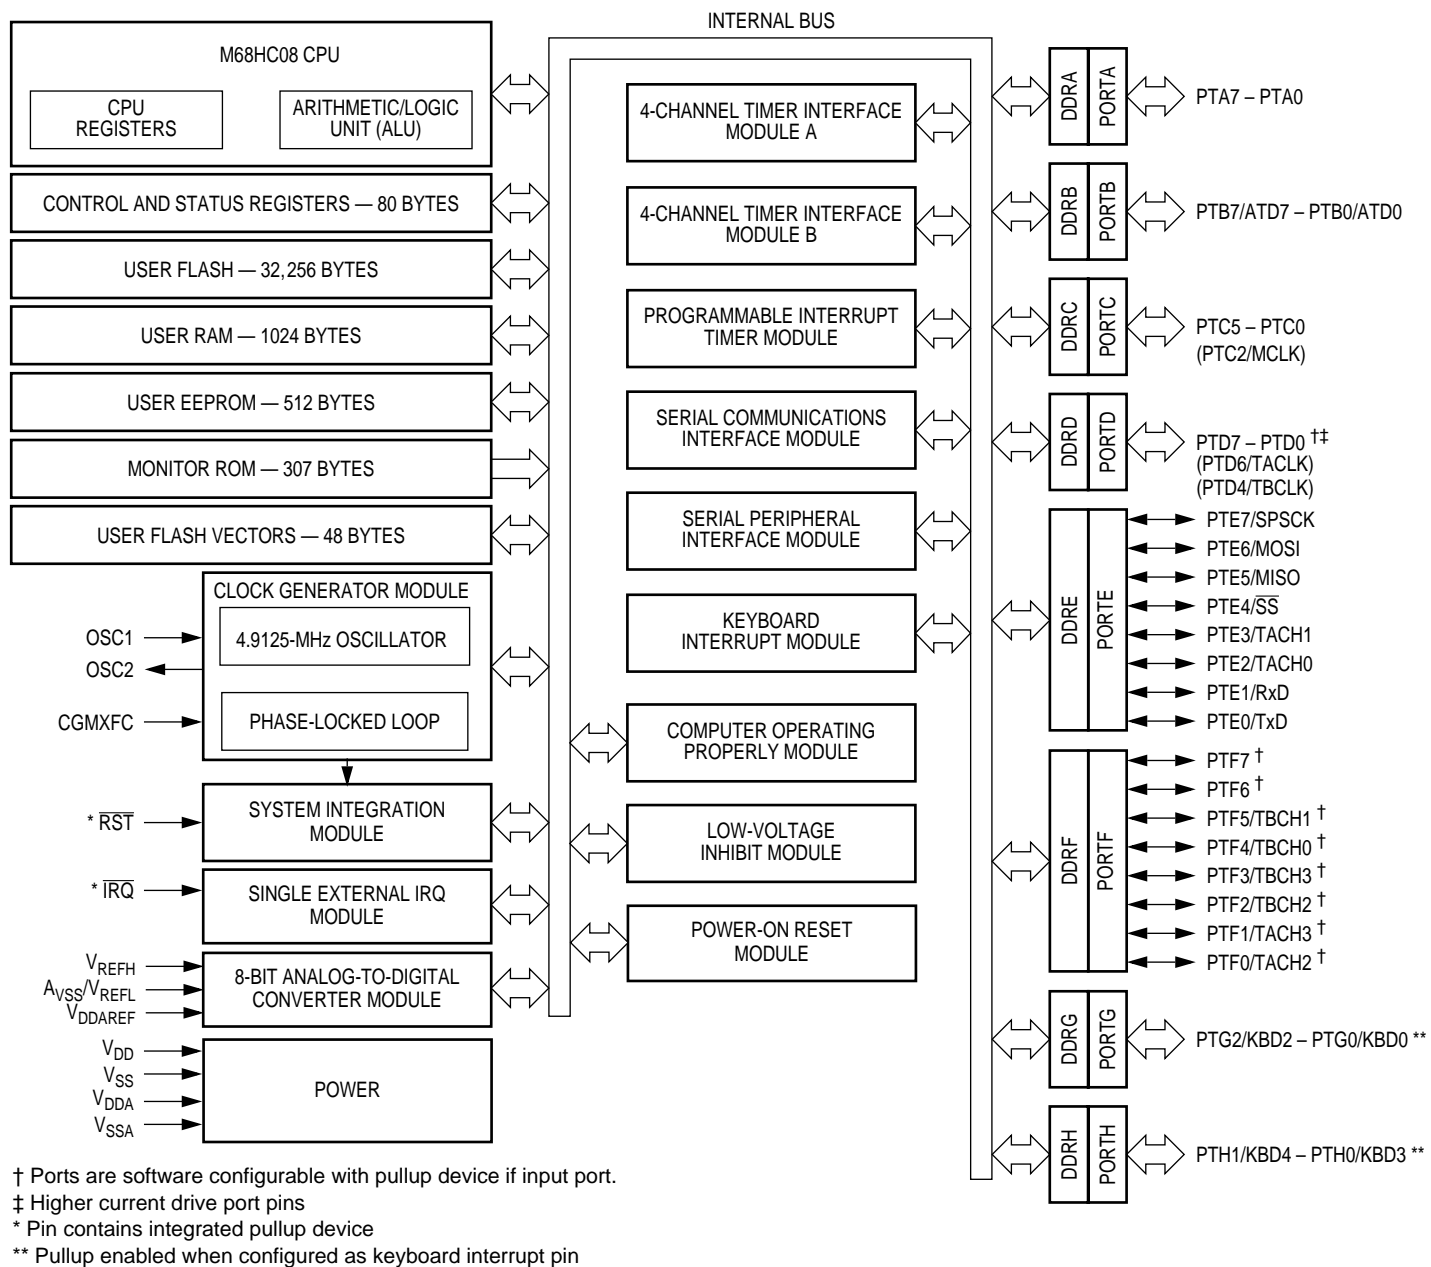 INTERNAL BUS
M68HC08 CPU
CPU
REGISTERS
ARITHMETIC/LOGIC
UNIT (ALU)
CONTROL AND STATUS REGISTERS — 80 BYTES
USER FLASH — 32,256 BYTES
USER RAM — 1024 BYTES
USER EEPROM — 512 BYTES
MONITOR ROM — 307 BYTES
USER FLASH VECTORS — 48 BYTES
CLOCK GENERATOR MODULE
4.9125-MHz OSCILLATOR
PHASE-LOCKED LOOP
OSC1
OSC2
CGMXFC
SYSTEM INTEGRATION
MODULE
* RST
SINGLE EXTERNAL IRQ
MODULE
* IRQ
8-BIT ANALOG-TO-DIGITAL
CONVERTER MODULE
VREFH
AVSS/VREFL
VDDAREF
POWER
VDD
VSS
VDDA
VSSA
4-CHANNEL TIMER INTERFACE
MODULE A
4-CHANNEL TIMER INTERFACE
MODULE B
PROGRAMMABLE INTERRUPT
TIMER MODULE
SERIAL COMMUNICATIONS
INTERFACE MODULE
SERIAL PERIPHERAL
INTERFACE MODULE
KEYBOARD
INTERRUPT MODULE
COMPUTER OPERATING
PROPERLY MODULE
LOW-VOLTAGE
INHIBIT MODULE
POWER-ON RESET
MODULE
DDRA
PORTA
PTA7 – PTA0
DDRB
PORTB
PTB7/ATD7 – PTB0/ATD0
DDRC
PORTC
PTC5 – PTC0
(PTC2/MCLK)
DDRD
PORTD
PTD7 – PTD0 †‡
(PTD6/TACLK)
(PTD4/TBCLK)
DDRE
PORTE
PTE7/SPSCK
PTE6/MOSI
PTE5/MISO
PTE4/SS
PTE3/TACH1
PTE2/TACH0
PTE1/RxD
PTE0/TxD
DDRF
PORTF
PTF7 †
PTF6 †
PTF5/TBCH1 †
PTF4/TBCH0 †
PTF3/TBCH3 †
PTF2/TBCH2 †
PTF1/TACH3 †
PTF0/TACH2 †
DDRG
PORTG
PTG2/KBD2 – PTG0/KBD0 **
DDRH
PORTH
PTH1/KBD4 – PTH0/KBD3 **
† Ports are software configurable with pullup device if input port.
‡ Higher current drive port pins
* Pin contains integrated pullup device
** Pullup enabled when configured as keyboard interrupt pin